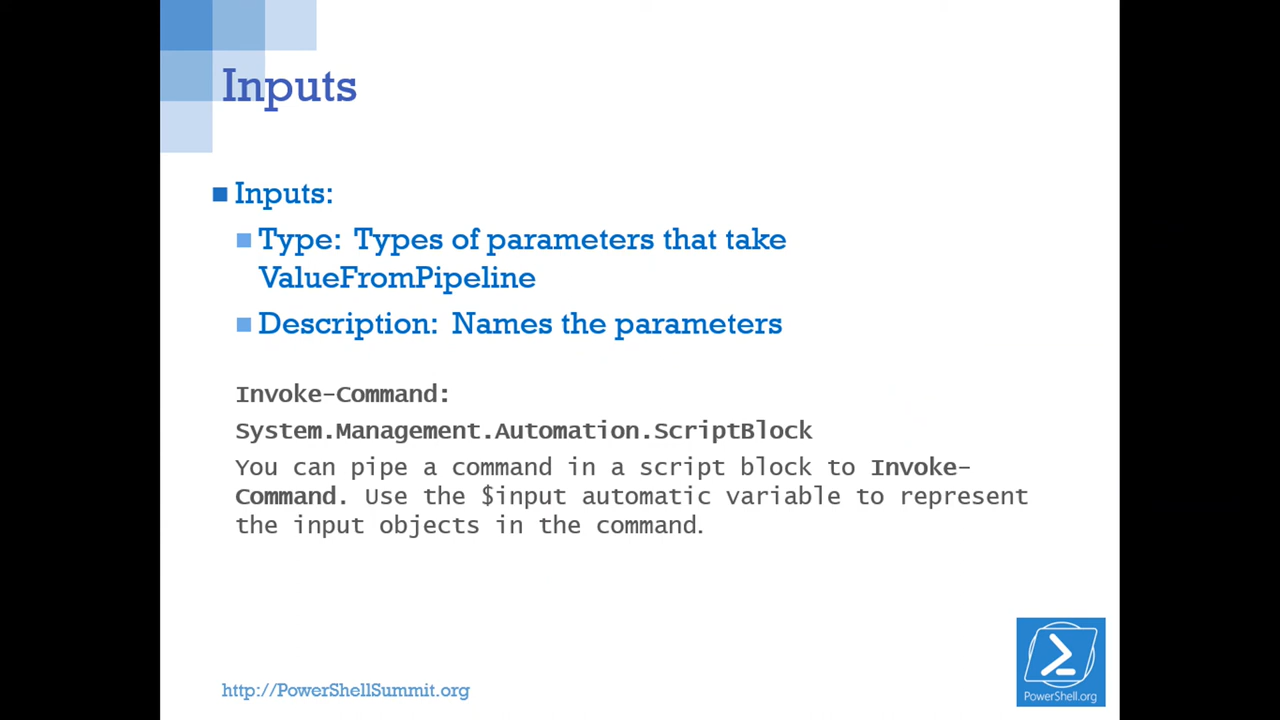 Inputs
Inputs:
Type:  Types of parameters that take
ValueFromPipeline
Description:  Names the parameters
Invoke-Command:
System.Management.Automation.ScriptBlock
You can pipe a command in a script block to Invoke-
Command. Use the $input automatic variable to represent
the input objects in the command.
http://PowerShellSummit.org
PowerShell.org